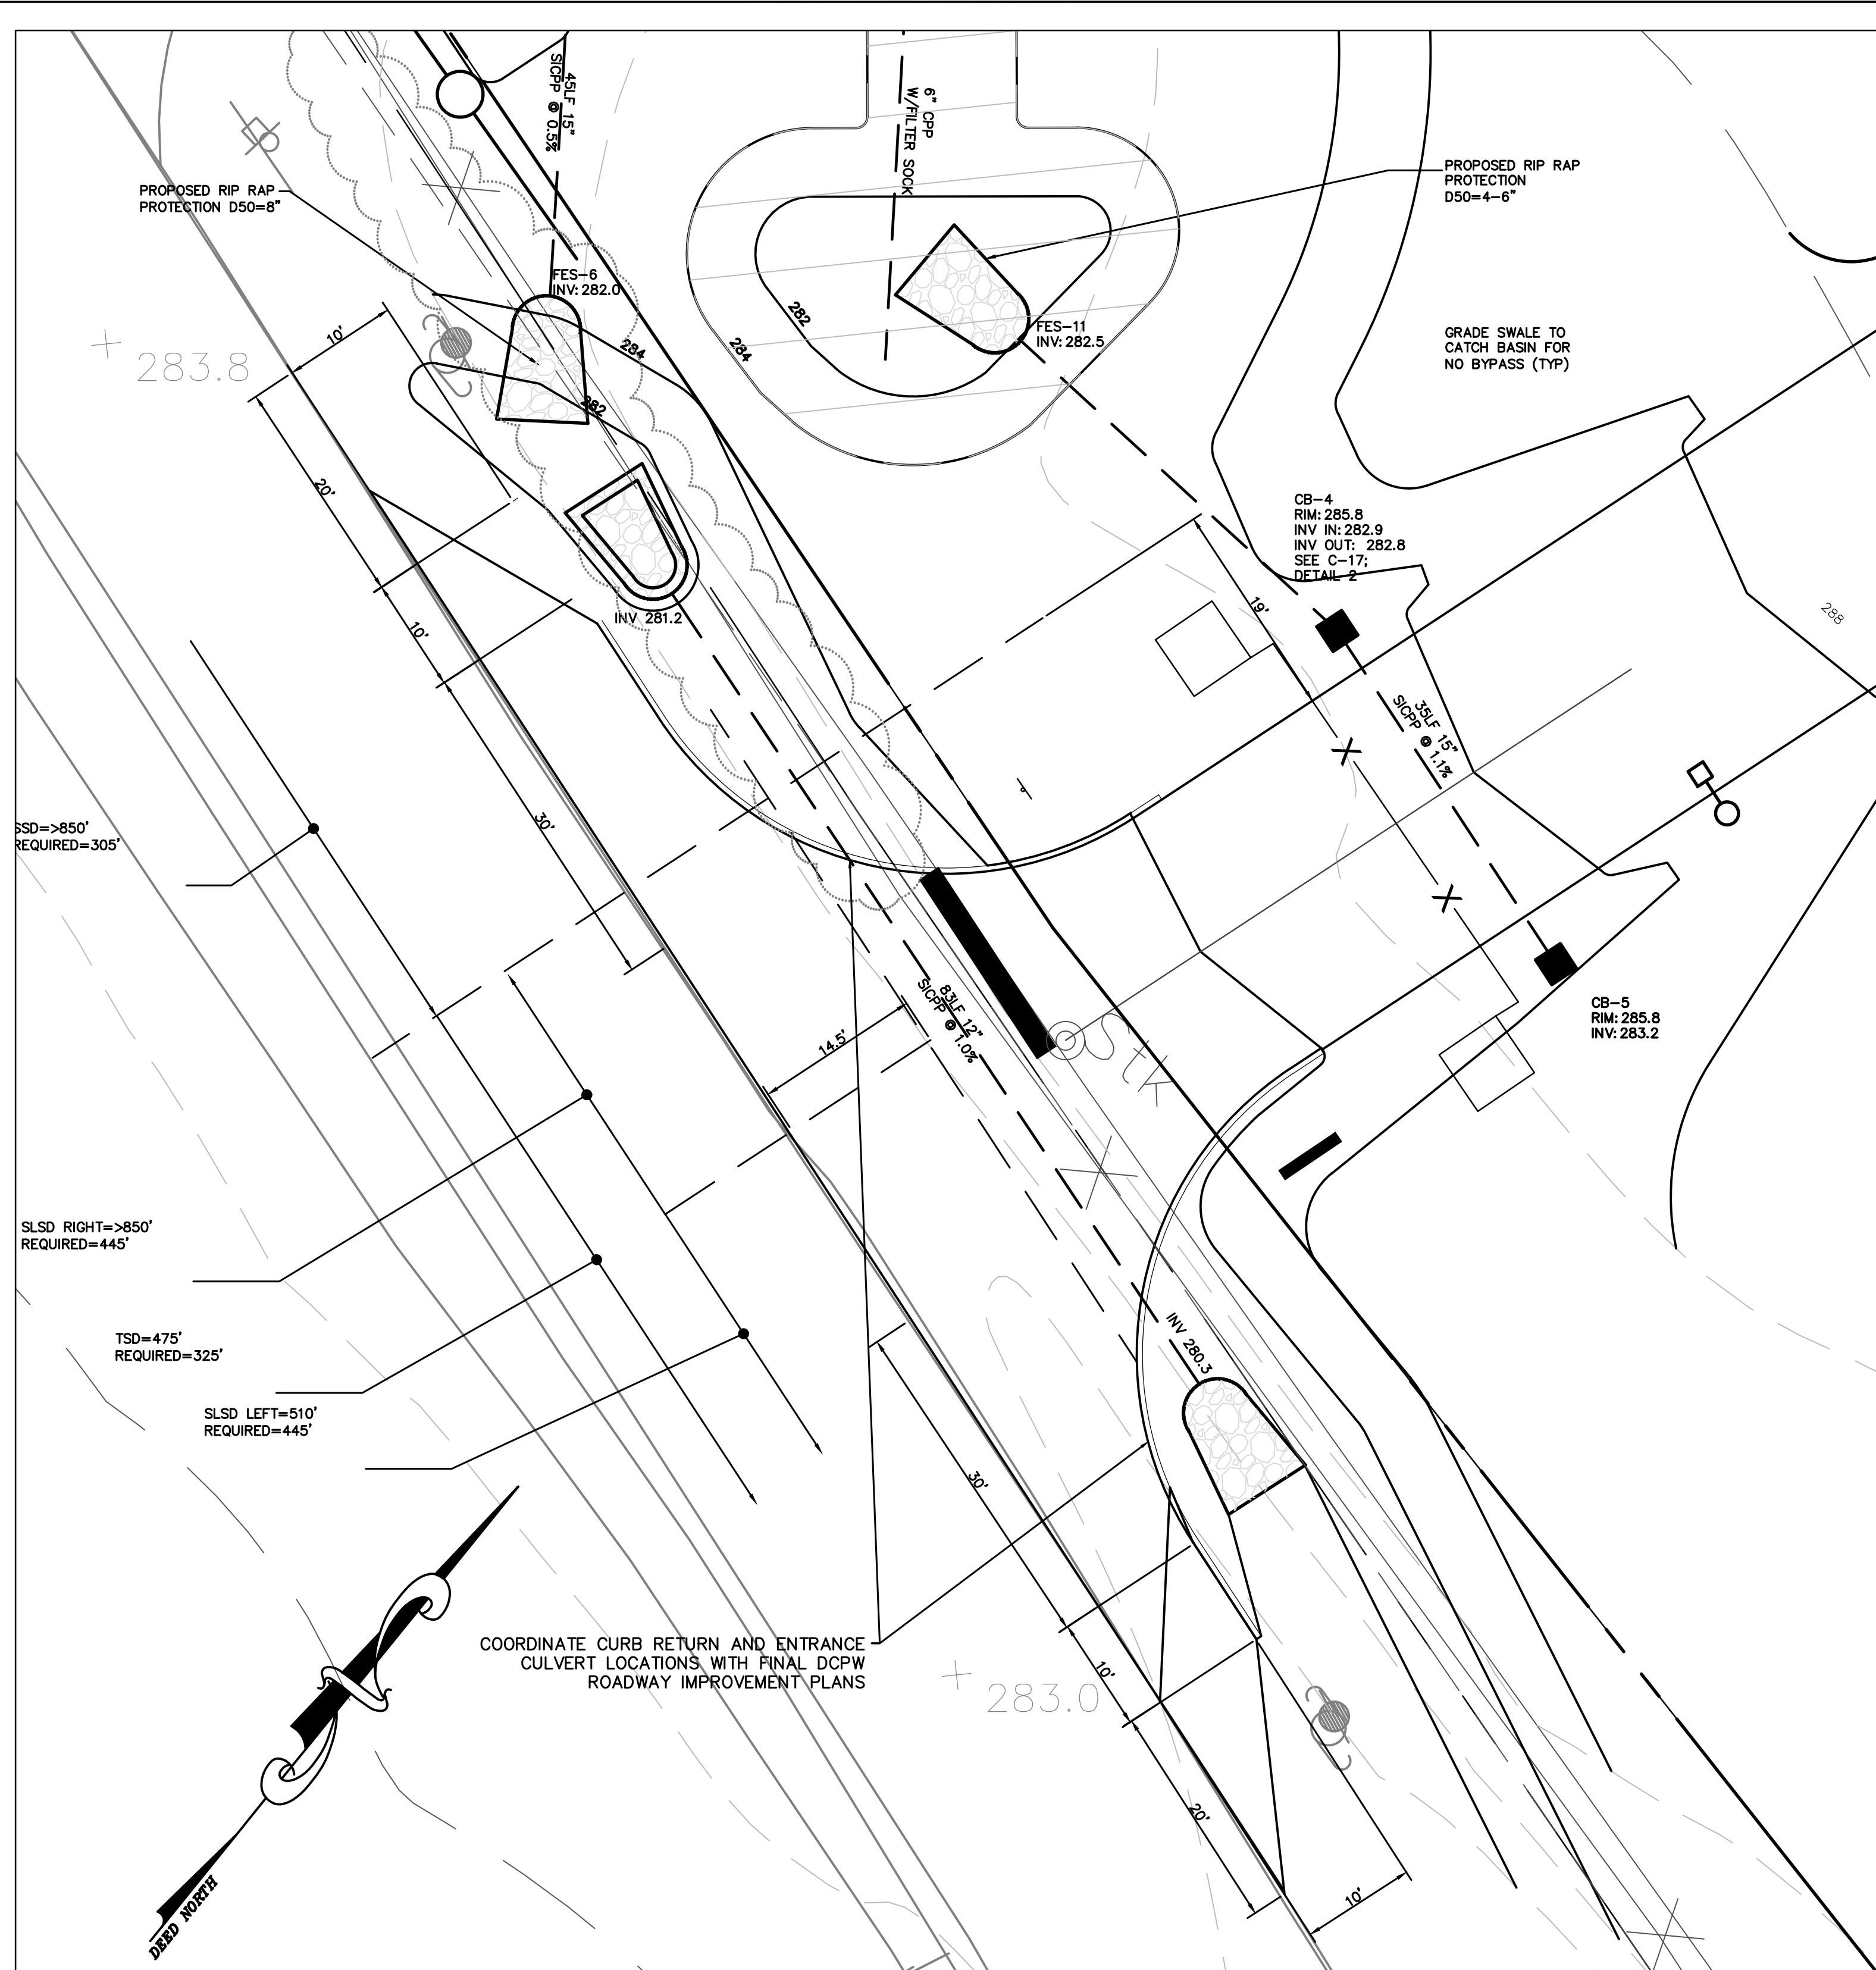 45LF 15"
SICPP @ 0.5%
6" CPP
W/FILTER SOCK
PROPOSED RIP RAP
PROTECTION
D50=4-6"
PROPOSED RIP RAP
PROTECTION D50=8"
FES-6
INV: 282.0
282
284
FES-11
INV: 282.5
10'
283.8
284
GRADE SWALE TO
CATCH BASIN FOR
NO BYPASS (TYP)
282
20'
CB-4
RIM: 285.8
INV IN: 282.9
INV OUT: 282.8
SEE C-17;
DETAIL 2
INV 281.2
19'
288
10'
35LF 15"
SICPP @ 1.1%
30'
SSD=>850'
REQUIRED=305'
83LF 12"
SICPP @ 1.0%
14.5'
CB-5
RIM: 285.8
INV: 283.2
SLSD RIGHT=>850'
REQUIRED=445'
TSD=475'
REQUIRED=325'
INV 280.3
SLSD LEFT=510'
REQUIRED=445'
30'
COORDINATE CURB RETURN AND ENTRANCE
CULVERT LOCATIONS WITH FINAL DCPW
ROADWAY IMPROVEMENT PLANS
10'
283.0
20'
10'
DEED NORTH